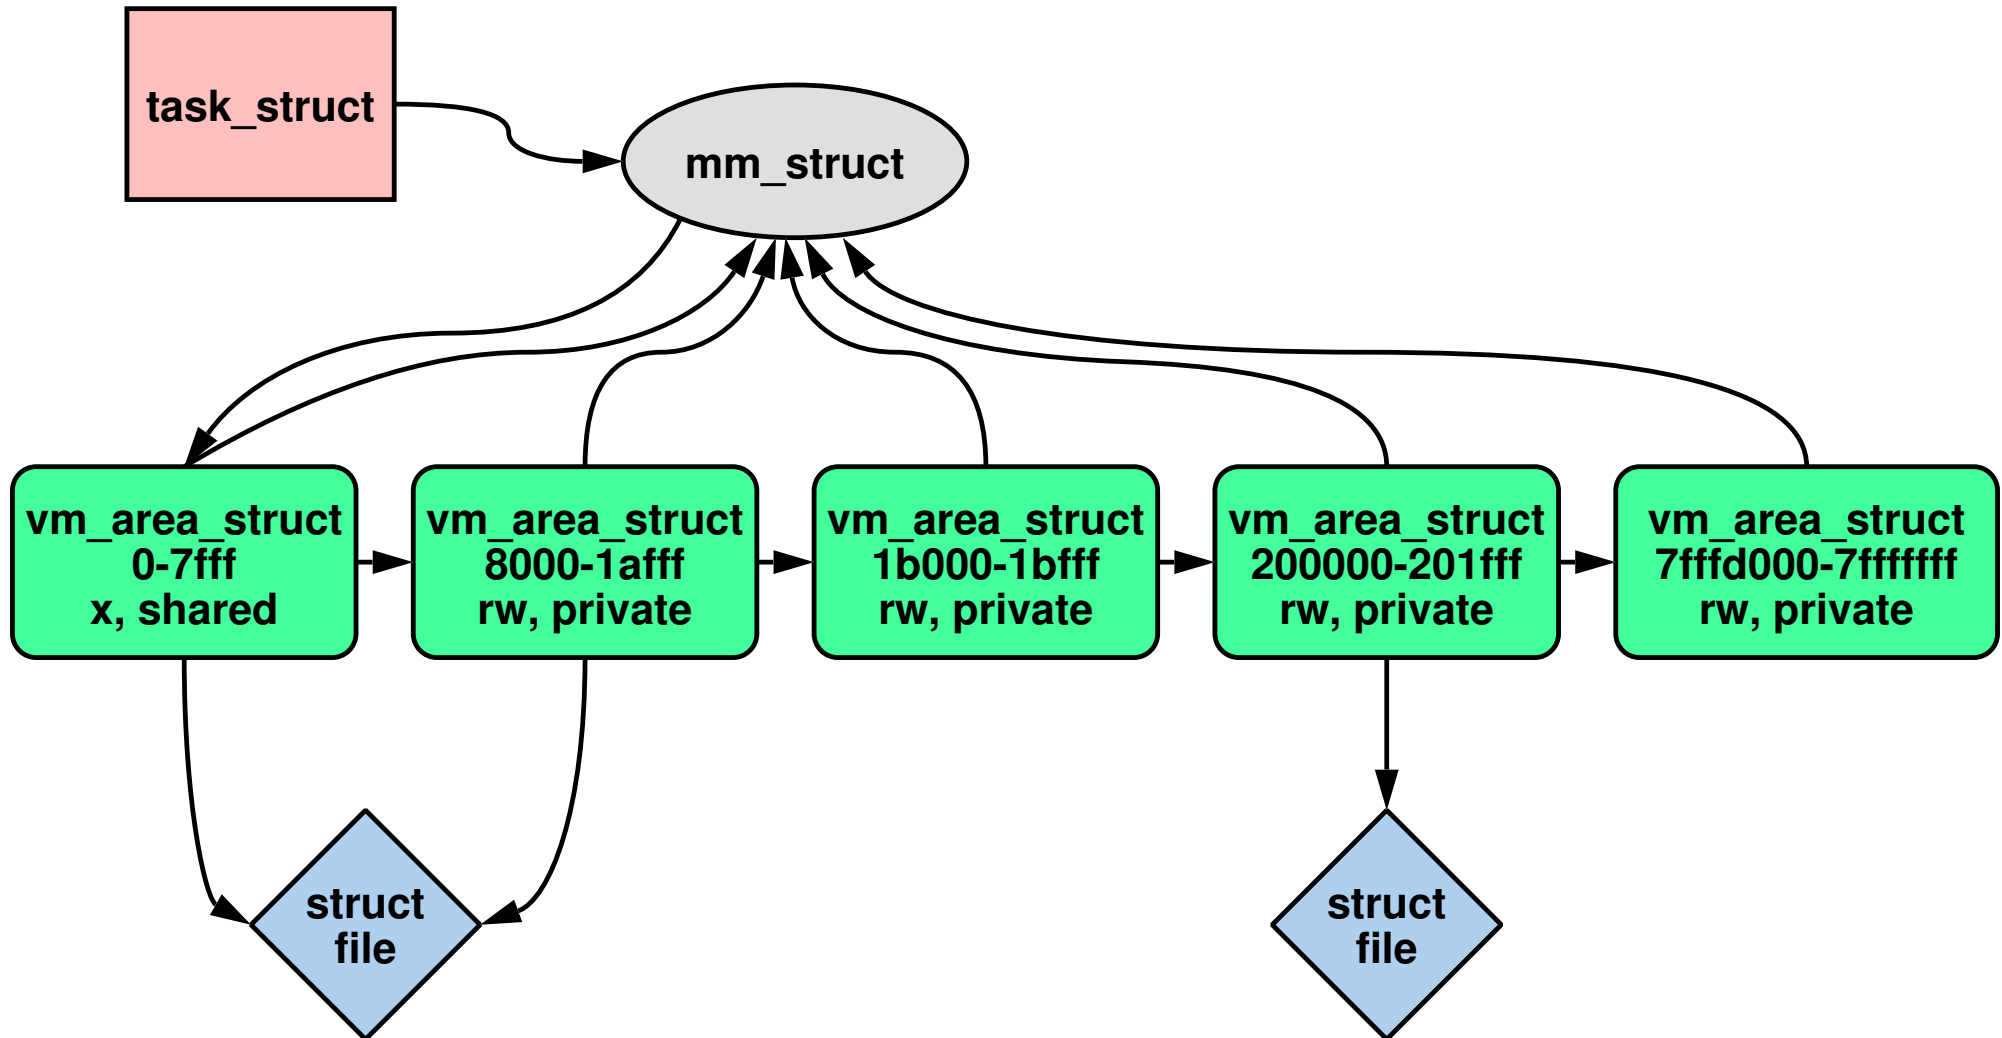 task_struct
mm_struct
vm_area_struct
0-7fff
x, shared
vm_area_struct
8000-1afff
rw, private
vm_area_struct
1b000-1bfff
rw, private
vm_area_struct
200000-201fff
rw, private
vm_area_struct
7fffd000-7fffffff
rw, private
struct
file
struct
file